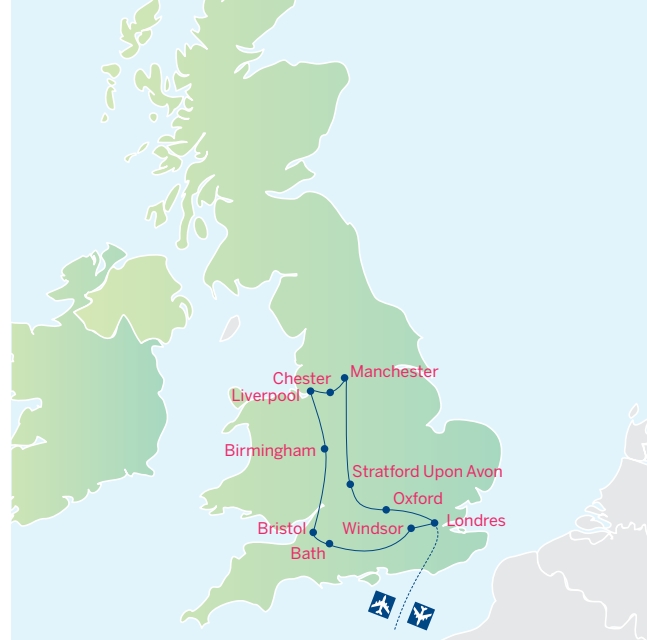 Chester
Manchester
Liverpool
Birmingham
Stratford Upon Avon
Oxford
Londres
Bristol
Windsor
Bath